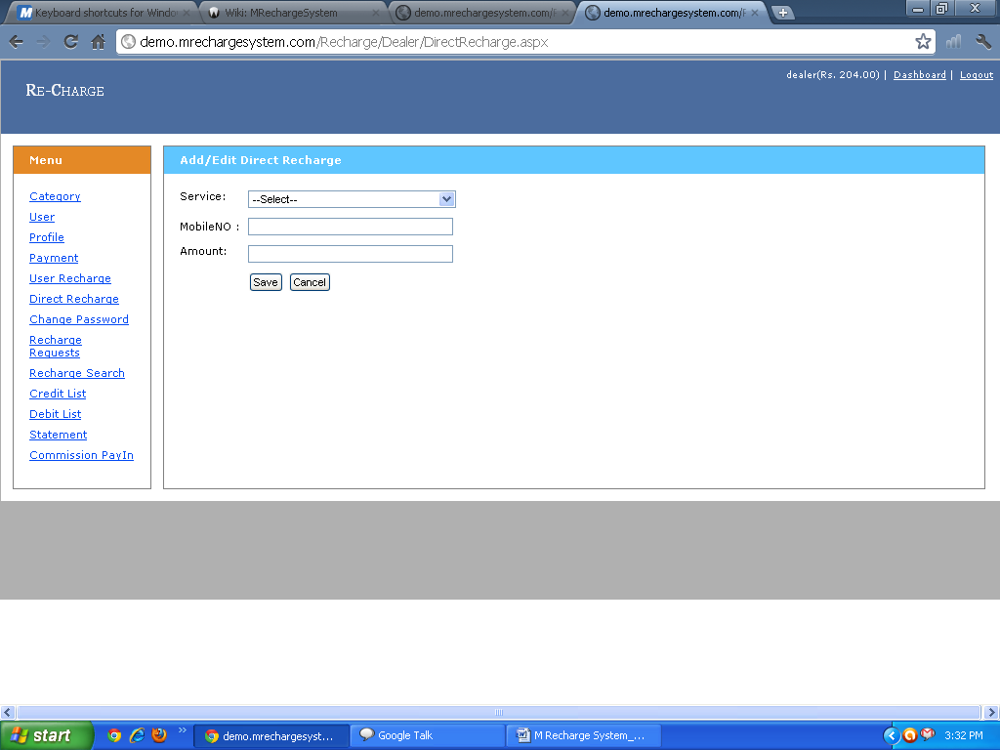 Keyboard shortcuts for Windo
Wiki: MRechargeSystem
demo.mrechargesystem.com/R
demo.mrechargesystem.com/R
demo.mrechargesystem.com/Recharge/Dealer/DirectRecharge.aspx
RE-CHARGE
dealer(Rs. 204.00) | Dashboard | Logout
Menu
Category
User
Profile
Payment
User Recharge
Direct Recharge
Change Password
Recharge
Requests
Recharge Search
Credit List
Debit List
Statement
Commission PayIn
Add/Edit Direct Recharge
Service: --Select--
MobileNO :
Amount:
Save Cancel
start
demo.mrechargesyst...
Google Talk
M Recharge System_...
3:32 PM